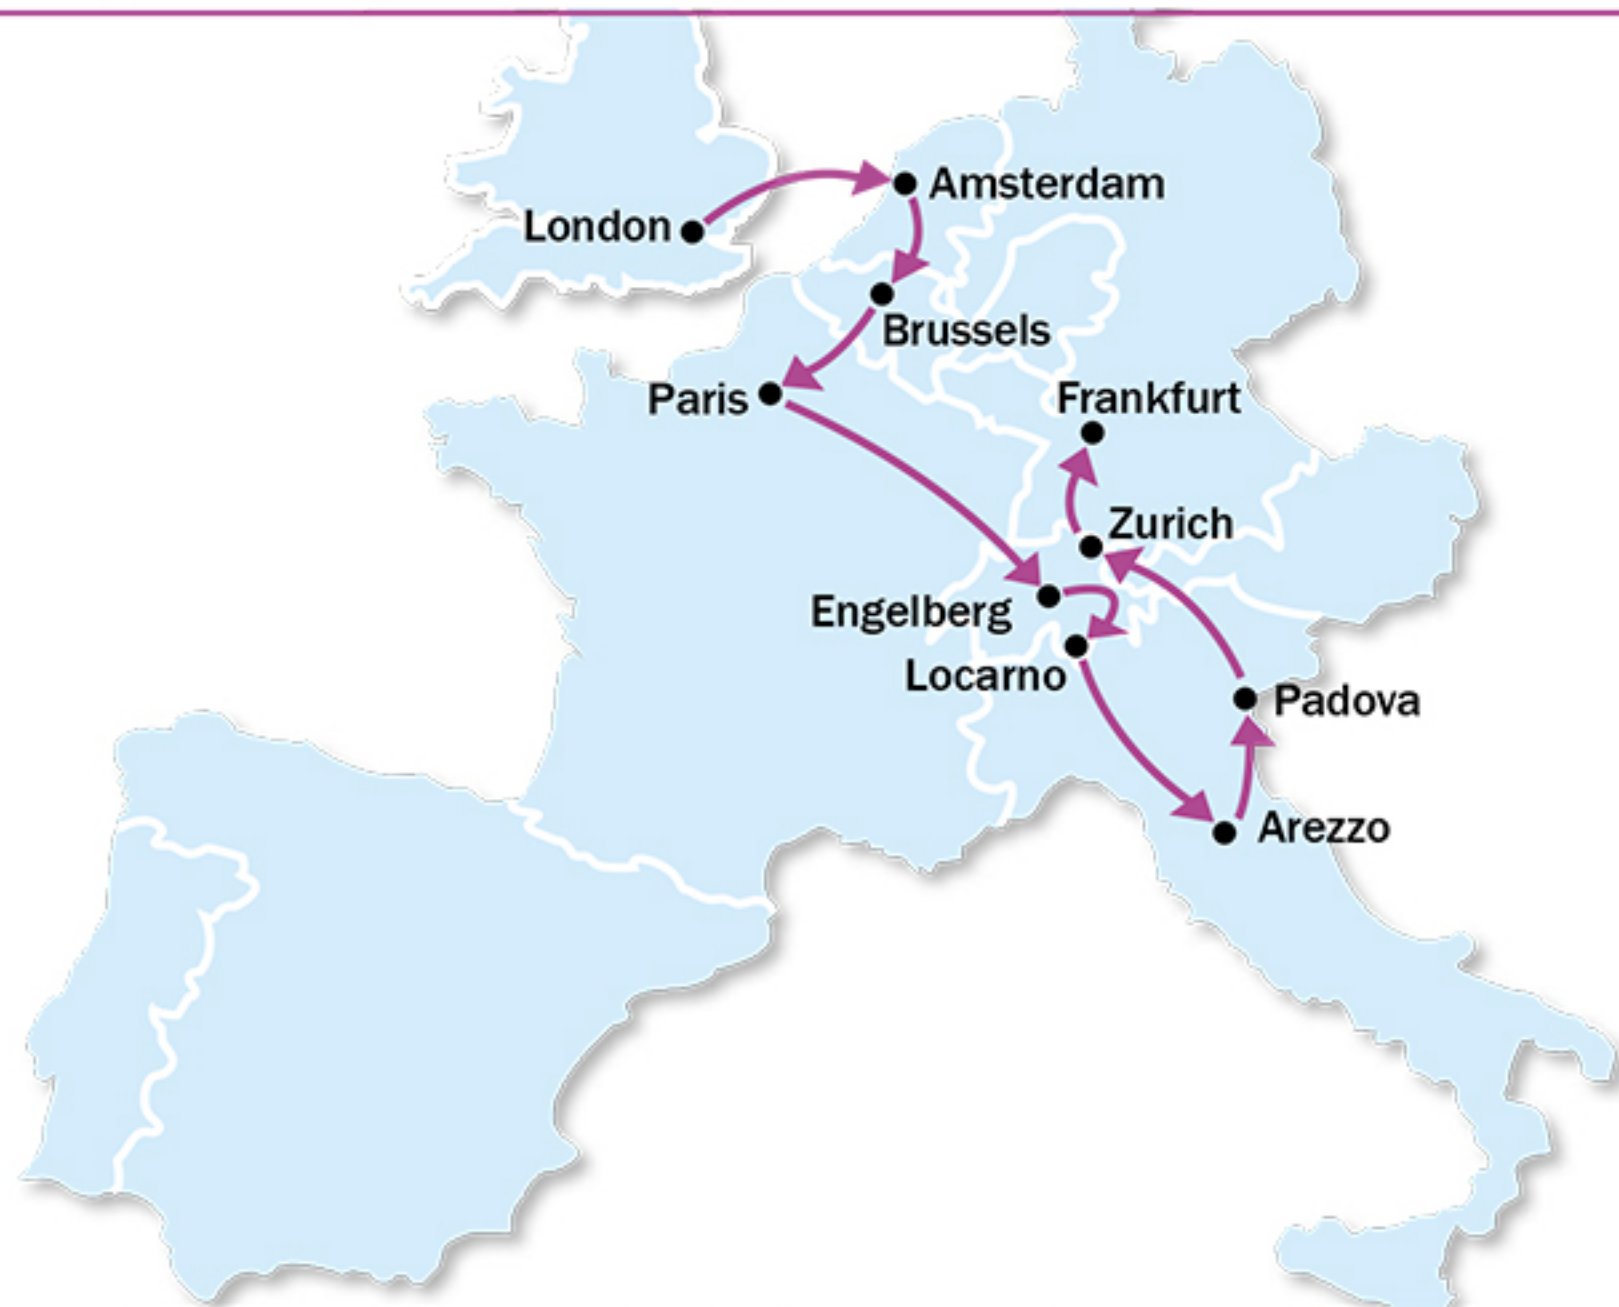 Amsterdam
London
Brussels
Paris
Frankfurt
Zurich
Engelberg
Locarno
Padova
Arezzo